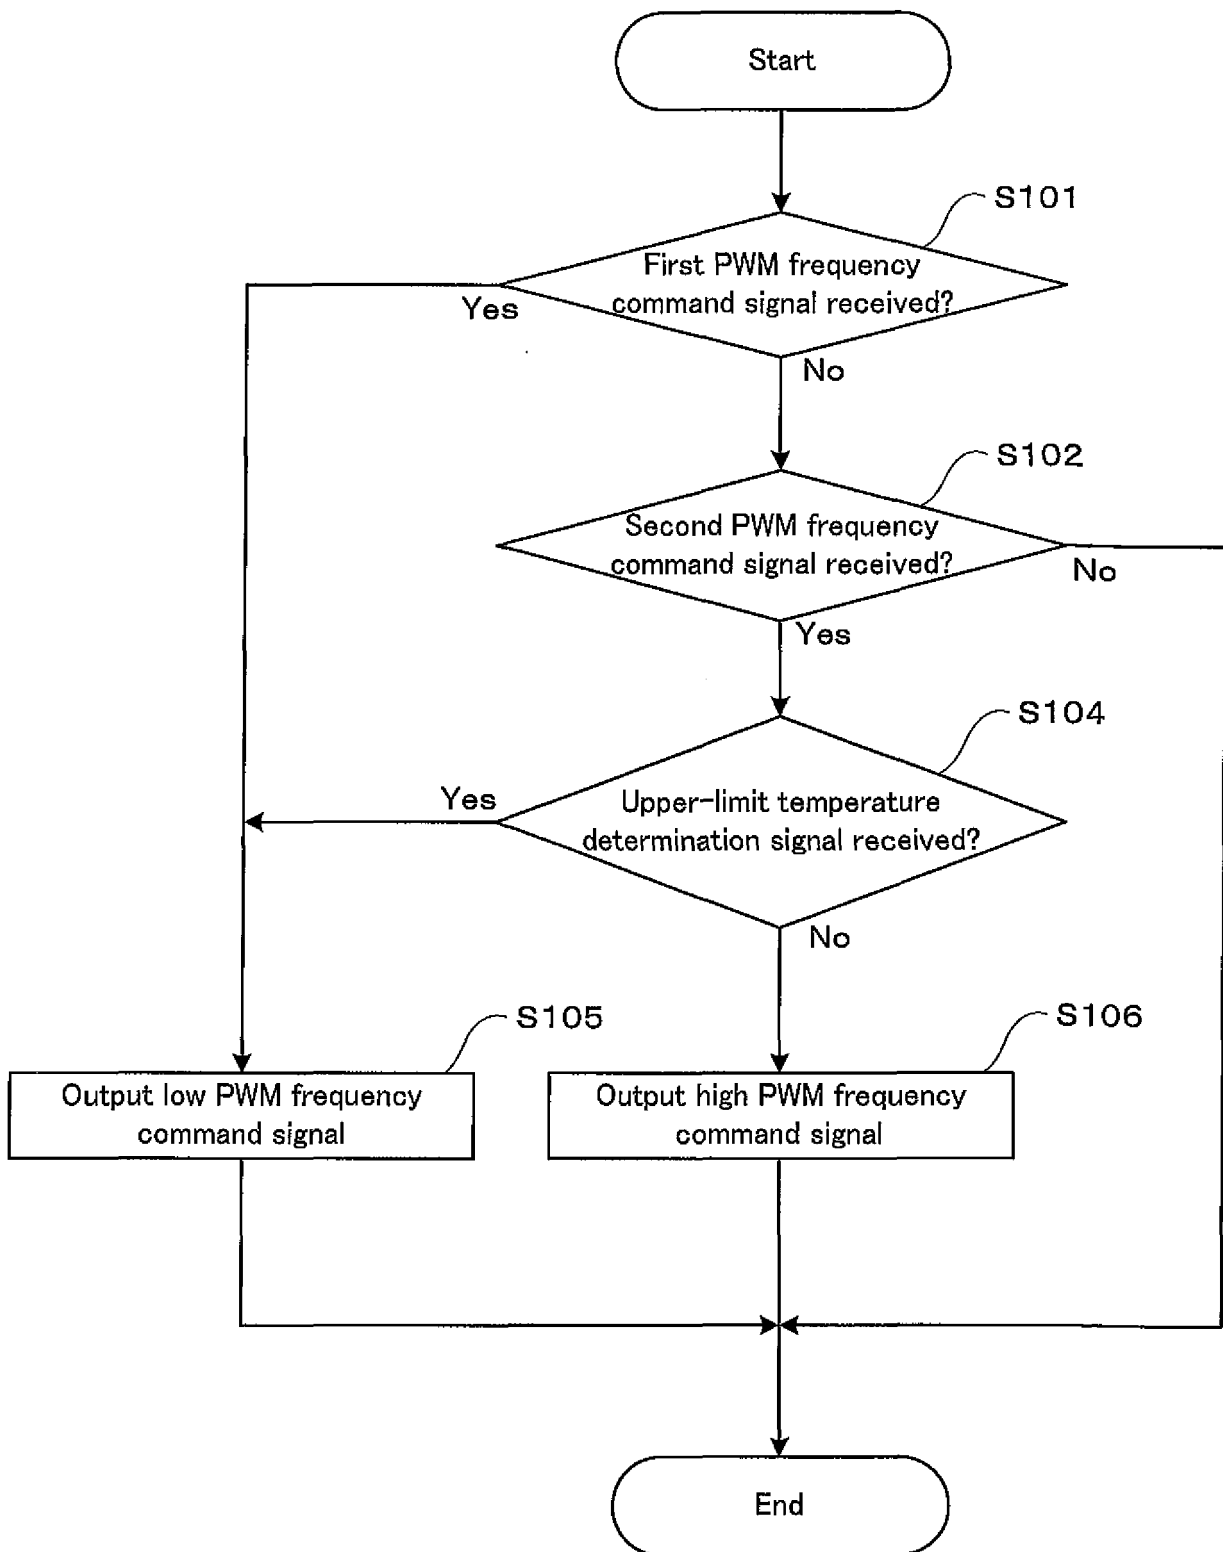 Start
S101
First PWM frequency
command signal received?
Yes
No
S102
Second PWM frequency
command signal received?
No
Yes
S104
Upper-limit temperature
determination signal received?
Yes
No
S105
Output low PWM frequency
command signal
S106
Output high PWM frequency
command signal
End